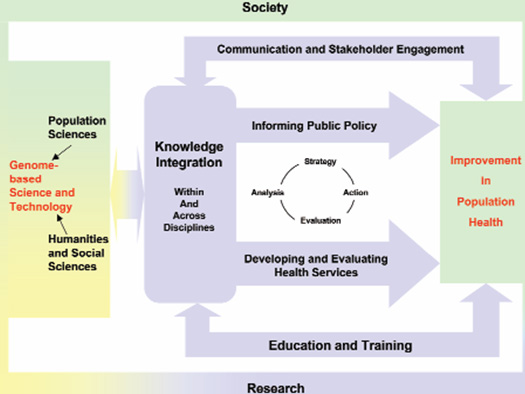 Society
Communication and Stakeholder Engagement
Population
Sciences
Genome-
based
Science and
Technology
Humanities
and Social
Sciences
Knowledge
Integration
Within
And
Across
Disciplines
Informing Public Policy
Strategy
Analysis
Action
Evaluation
Developing and Evaluating
Health Services
Improvement
In
Population
Health
Education and Training
Research